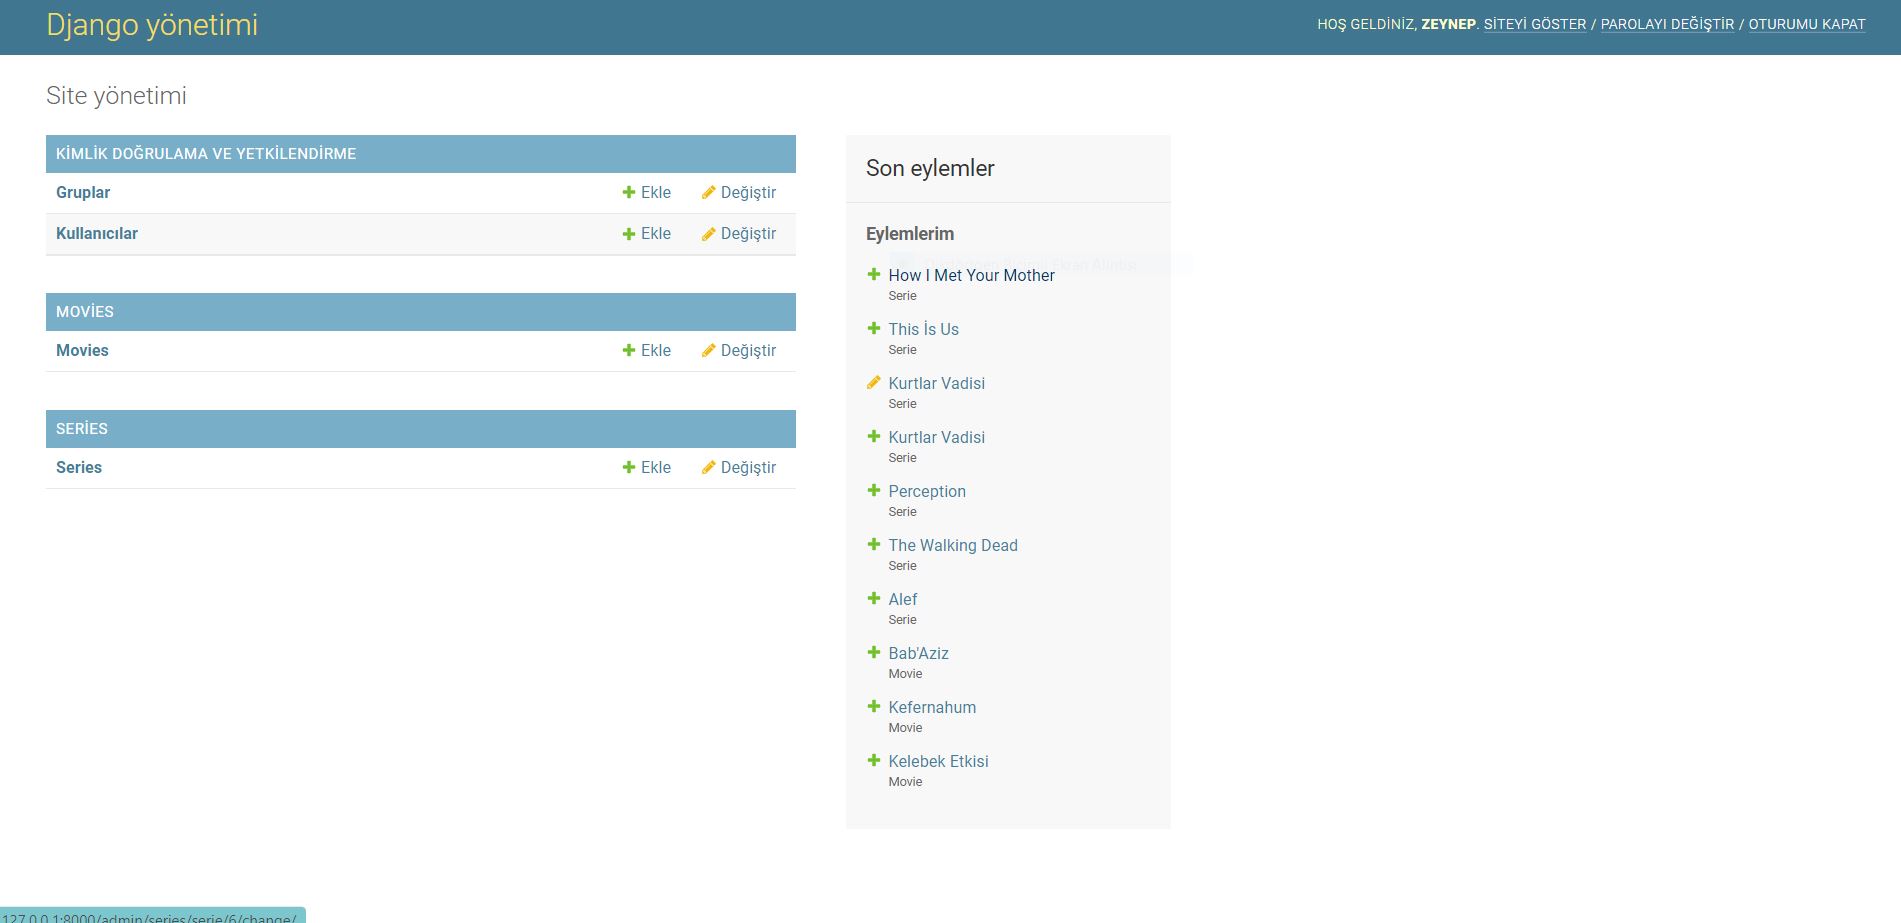 Django yönetimi
HOŞ GELDİNİZ, ZEYNEP. SİTEYİ GÖSTER / PAROLAYI DEĞİŞTİR / OTURUMU KAPAT
Site yönetimi
KİMLİK DOĞRULAMA VE YETKİLENDİRME
Gruplar Ekle Değiştir
Kullanıcılar Ekle Değiştir
MOVİES
Movies Ekle Değiştir
SERİES
Series Ekle Değiştir
Son eylemler
Eylemlerim
Dikdörtgen Biçimli Ekran Alıntısı
How I Met Your Mother
Serie
This İs Us
Serie
Kurtlar Vadisi
Serie
Kurtlar Vadisi
Serie
Perception
Serie
The Walking Dead
Serie
Alef
Serie
Bab'Aziz
Movie
Kefernahum
Movie
Kelebek Etkisi
Movie
127.0.0.1:8000/admin/series/serie/6/change/